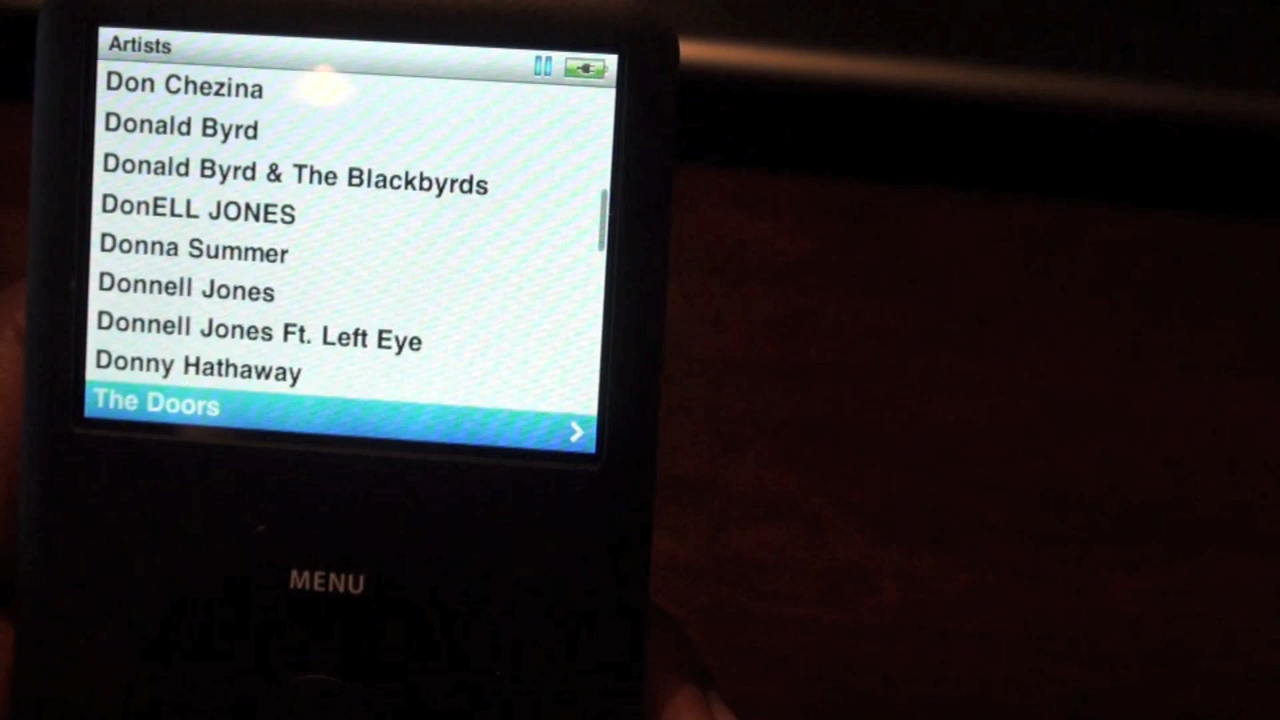 Artists
Don Chezina
Donald Byrd
Donald Byrd & The Blackbyrds
DonELL JONES
Donna Summer
Donnell Jones
Donnell Jones Ft. Left Eye
Donny Hathaway
The Doors
MENU